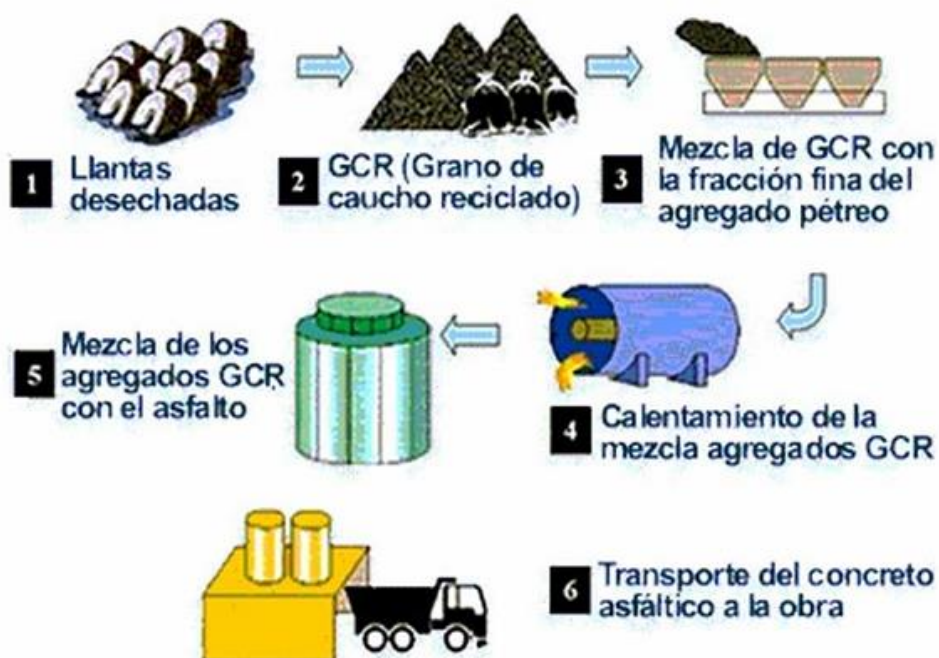 1
Llantas
desechadas
2
GCR (Grano de
caucho reciclado)
3
Mezcla de GCR con
la fracción fina del
agregado pétreo
4
Calentamiento de la
mezcla agregados GCR
5
Mezcla de los
agregados GCR
con el asfalto
6
Transporte del concreto
asfáltico a la obra